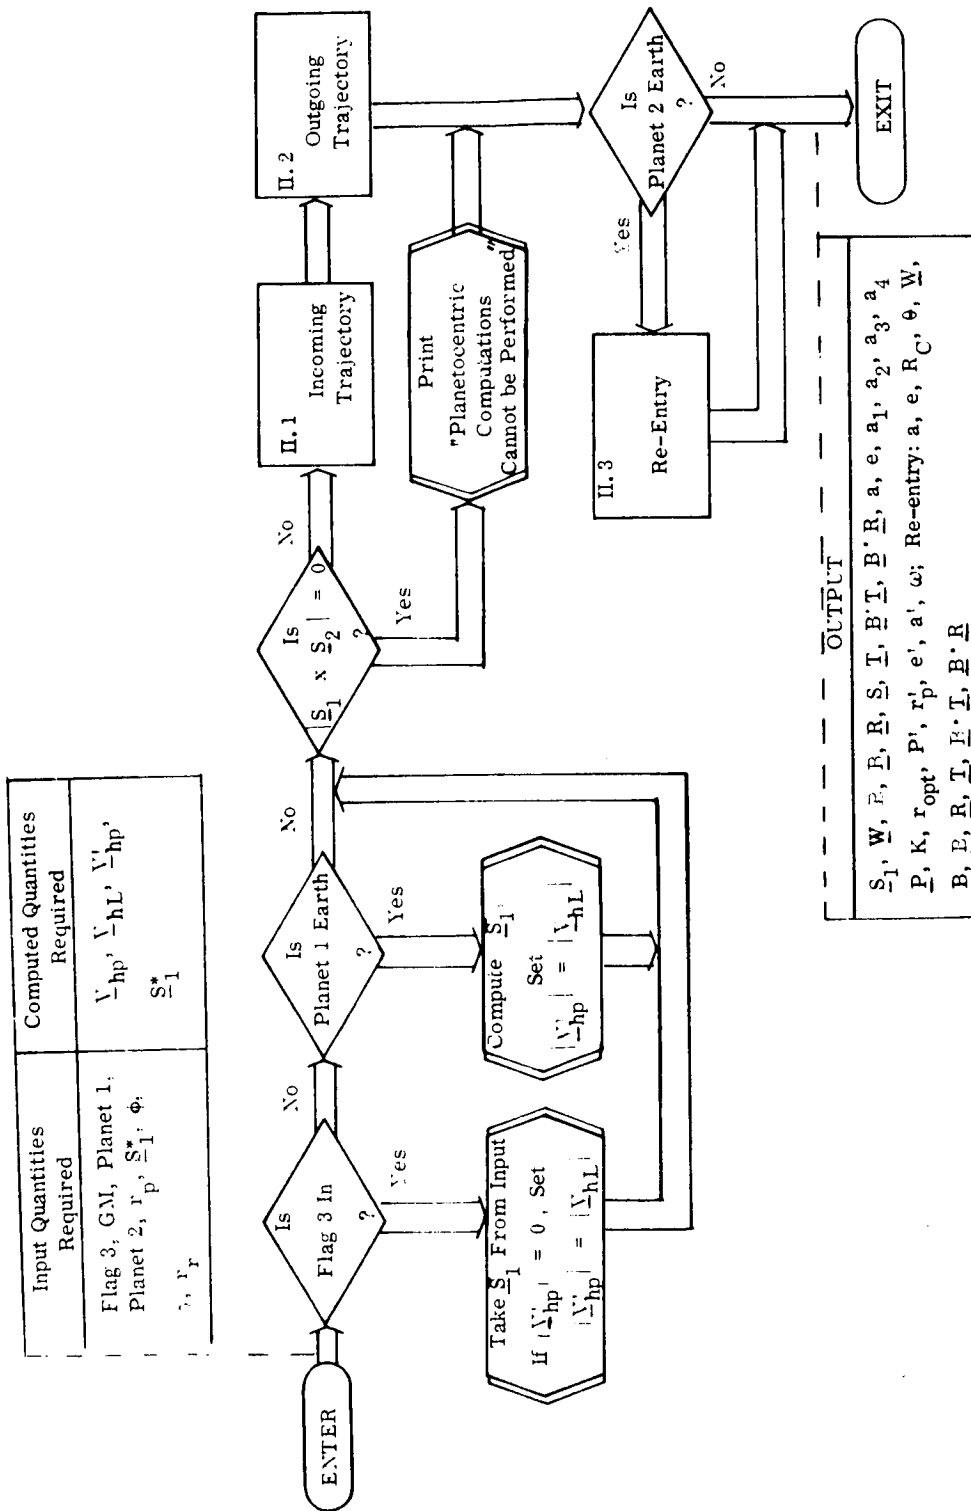 Input Quantities
Required
Computed Quantities
Required
Flag 3, GM, Planet 1,
Planet 2, r_p, S*_1, φ,
r_r
V_hp, V_hL, V'_hp,
S*_1
ENTER
Is
Flag 3 In
?
No
Yes
Take S_1 From Input
If |V'_hp| = 0, Set
|V'_hp| = |V_hL|
Is
Planet 1 Earth
?
No
Yes
Compute S_1,
Set
|V'_hp| = |V_hL|
Is
|S_1 x S_2| = 0
?
No
Yes
II.1
Incoming
Trajectory
II.2
Outgoing
Trajectory
Print
"Planetocentric
Computations
Cannot be Performed"
Is
Planet 2 Earth
?
Yes
No
II.3
Re-Entry
EXIT
OUTPUT
S_1, W, B, R, S, T, B·T, B·R, a, e, a_1, a_2, a_3, a_4
P, K, r_opt, P', r'_p, e', a', ω; Re-entry: a, e, R_C, θ, W,
B, B, R, T, B·T, B·R